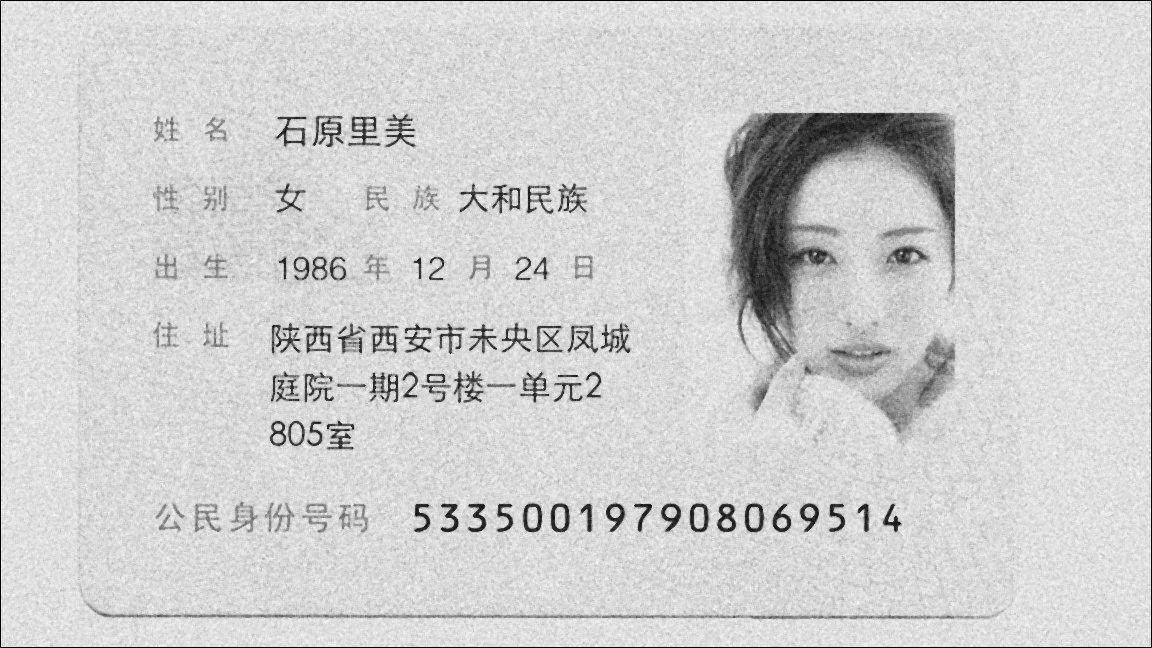 姓名 石原里美
性别 女 民族 大和民族
出生 1986 年 12 月 24 日
住址 陕西省西安市未央区凤城
庭院一期2号楼一单元2
805室
公民身份号码 533500197908069514